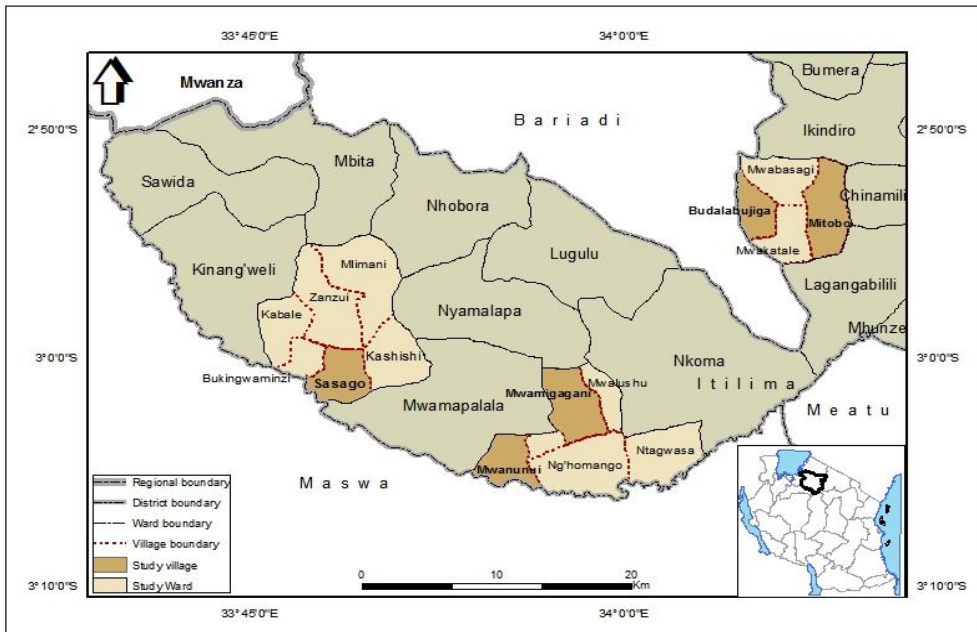 33°45'0"E
34°0'0"E
Mwanza
Bumera
2°50'0"S
2°50'0"S
Bariadi
Ikindiro
Mbita
Mwabasagi
Sawida
Chinamili
Nhobora
Budalabujiga
Mitobo
Lugulu
Mwakatale
Mlimani
Kinang'weli
Lagangabilili
Zanzui
Kabale
Nyamalapa
Mhunze
3°0'0"S
3°0'0"S
Kashishi
Nkoma
Bukingwaminzi
Sasago
Mwalushu
Itilima
Mwamigagani
Mwamapalala
Meatu
Ntagwasa
Mwanunui
Ng'homango
Maswa
Regional boundary
District boundary
Ward boundary
Village boundary
Study village
Study Ward
0 10 20
Km
3°10'0"S
3°10'0"S
33°45'0"E
34°0'0"E